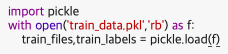 import pickle
with open('train_data.pkl','rb') as f:
    train_files,train_labels = pickle.load(f)